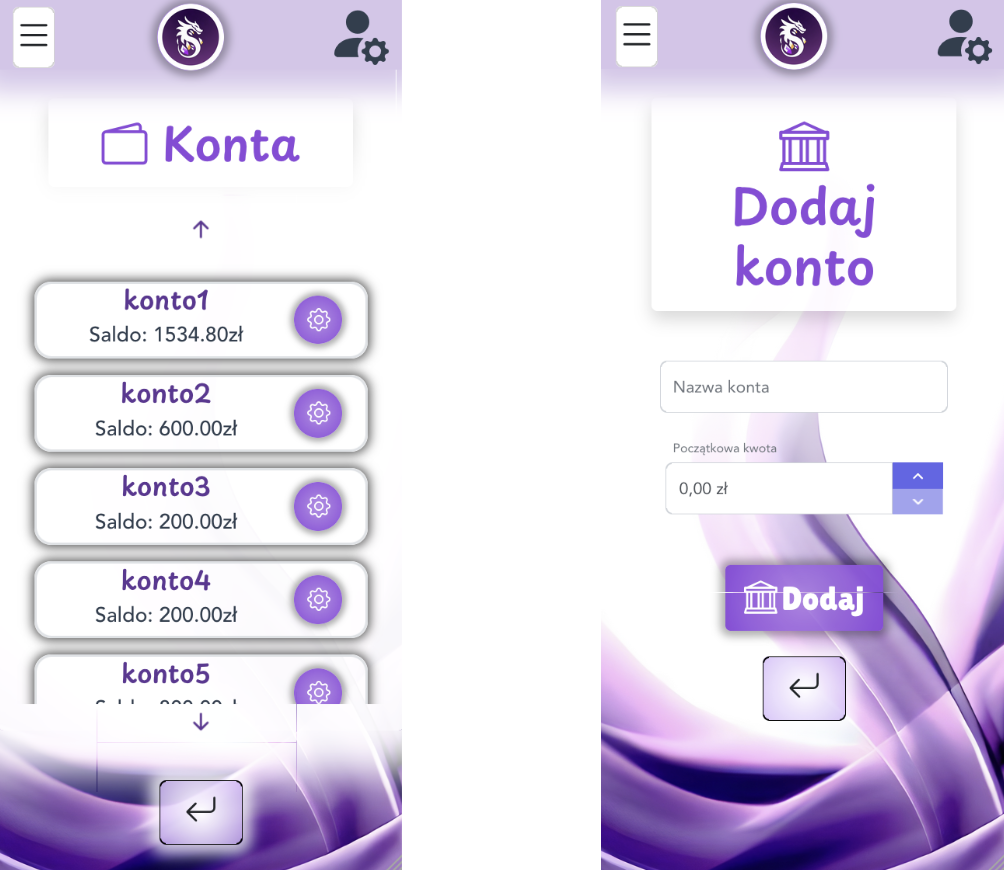 Konta
konto1
Saldo: 1534.80zł
konto2
Saldo: 600.00zł
konto3
Saldo: 200.00zł
konto4
Saldo: 200.00zł
konto5
Dodaj
konto
Nazwa konta
Początkowa kwota
0,00 zł
Dodaj